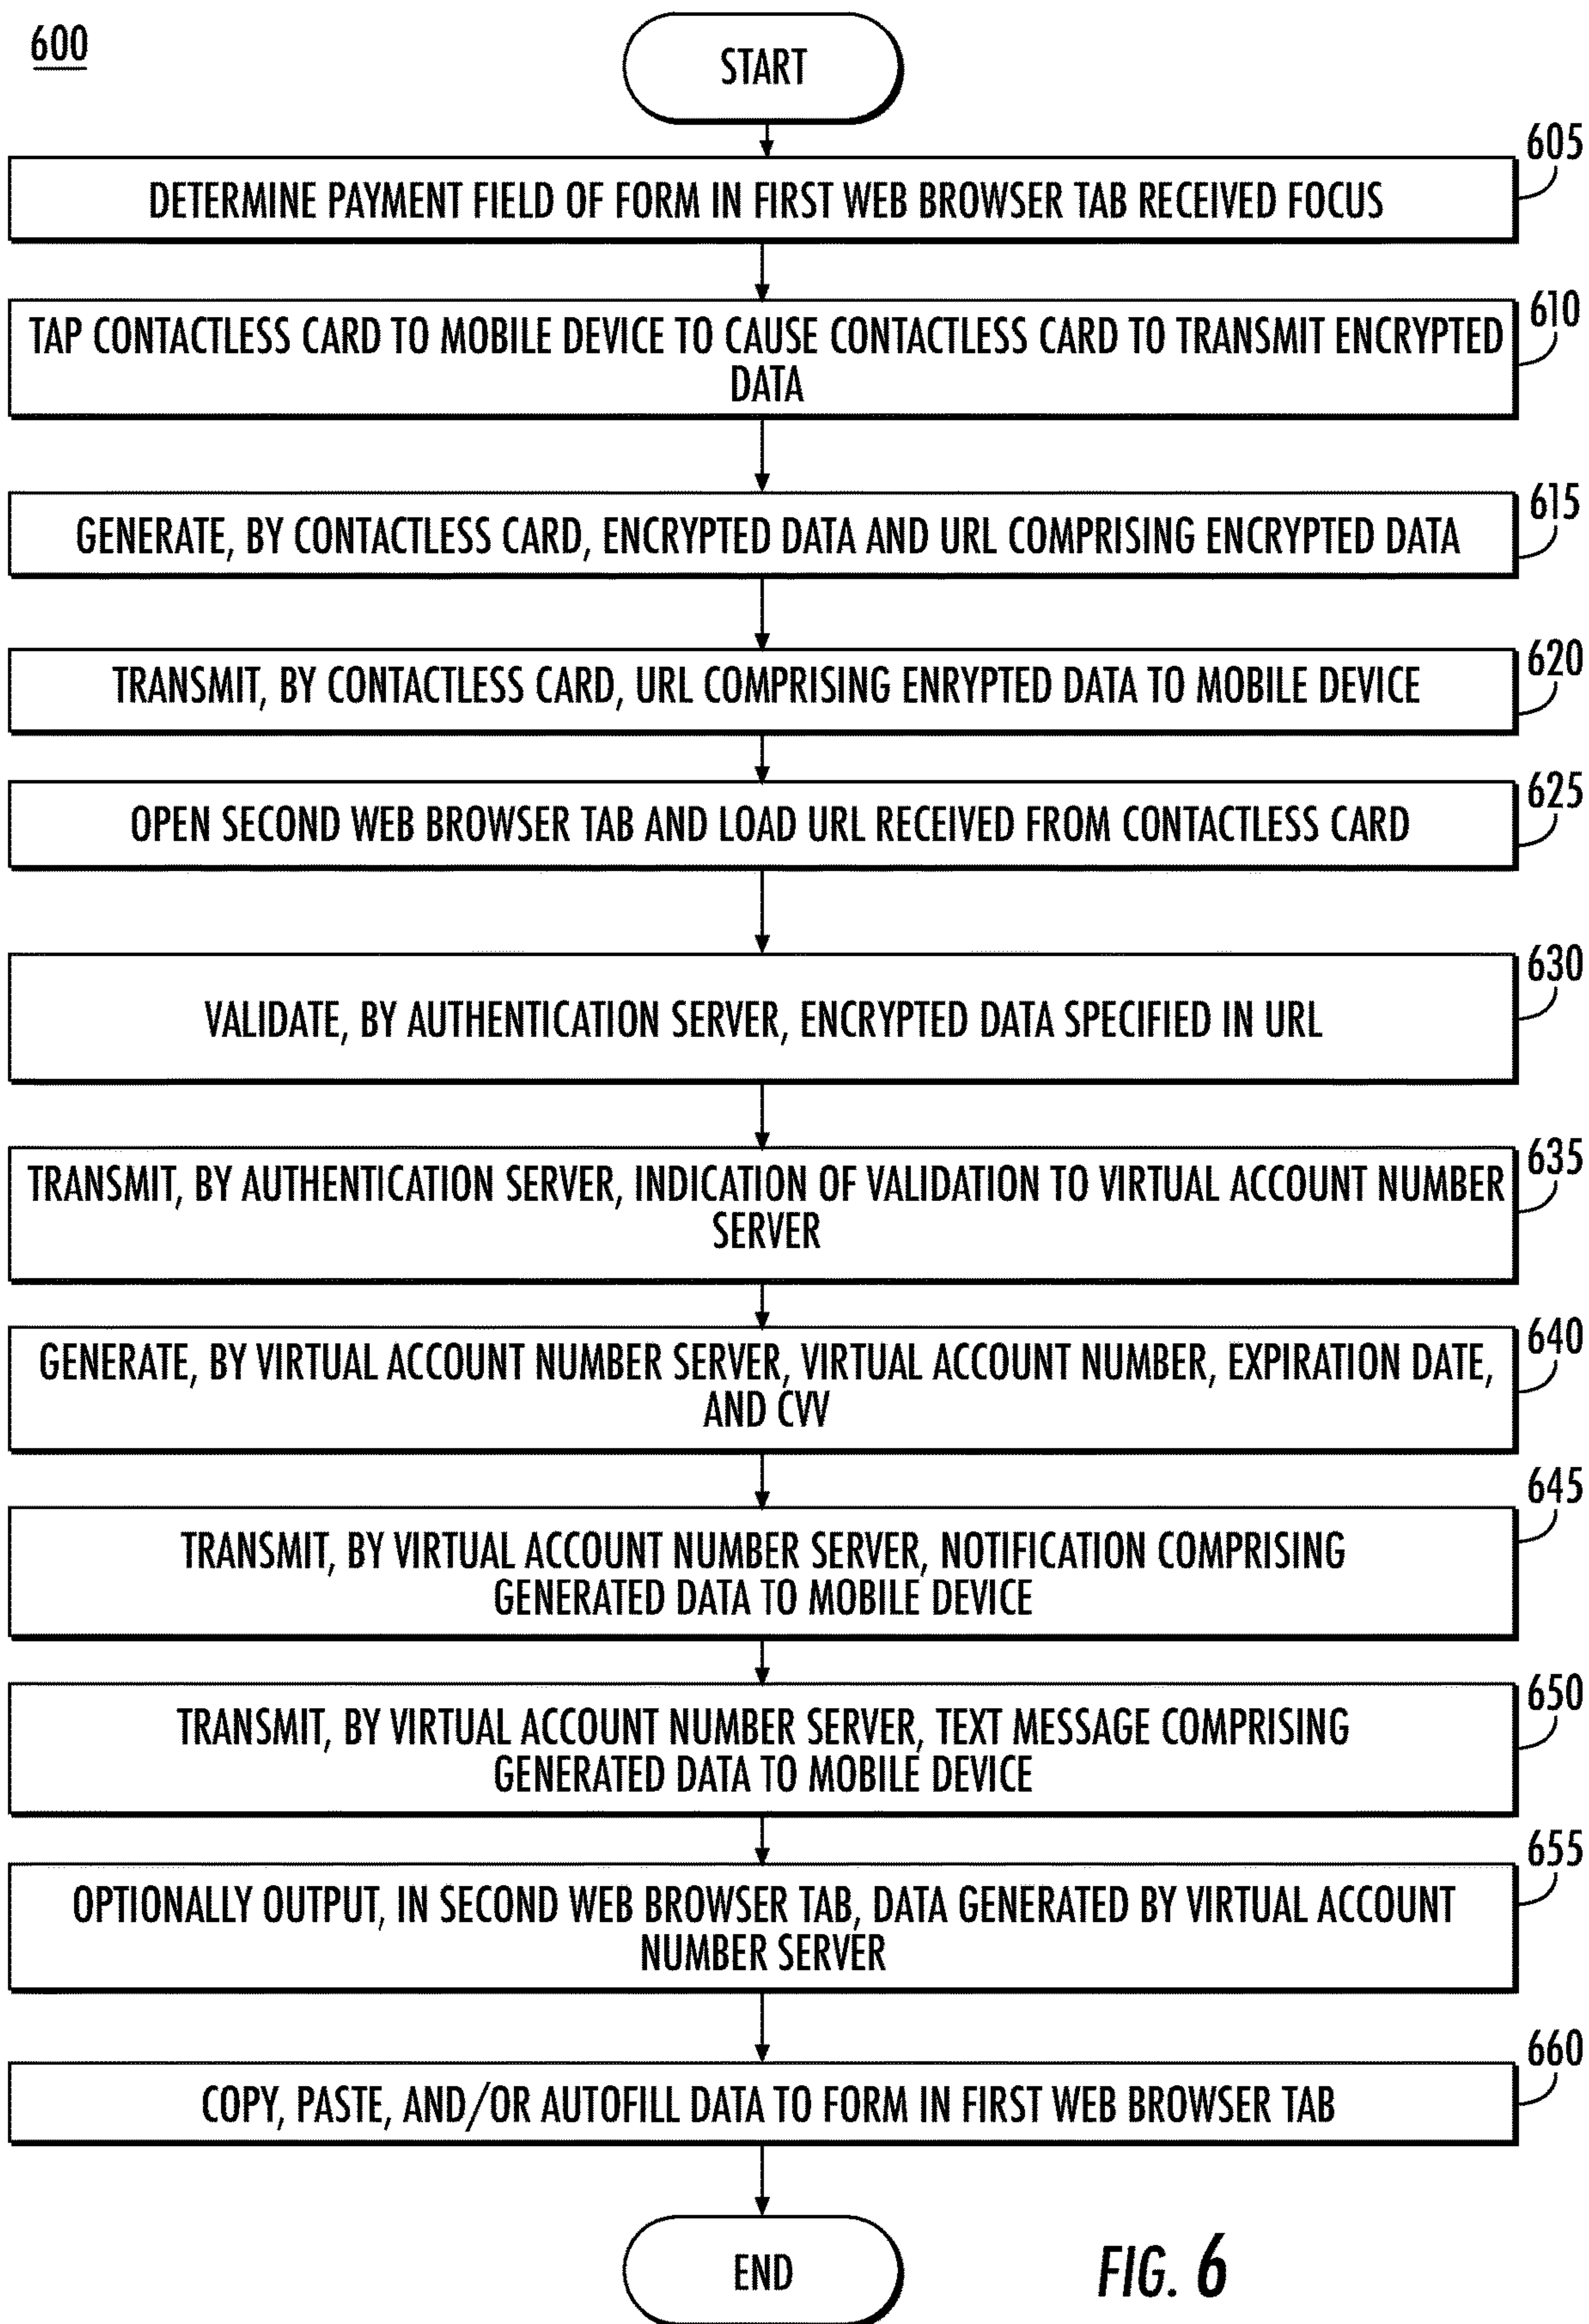 600
START
605
DETERMINE PAYMENT FIELD OF FORM IN FIRST WEB BROWSER TAB RECEIVED FOCUS
610
TAP CONTACTLESS CARD TO MOBILE DEVICE TO CAUSE CONTACTLESS CARD TO TRANSMIT ENCRYPTED
DATA
615
GENERATE, BY CONTACTLESS CARD, ENCRYPTED DATA AND URL COMPRISING ENCRYPTED DATA
620
TRANSMIT, BY CONTACTLESS CARD, URL COMPRISING ENRYPTED DATA TO MOBILE DEVICE
625
OPEN SECOND WEB BROWSER TAB AND LOAD URL RECEIVED FROM CONTACTLESS CARD
630
VALIDATE, BY AUTHENTICATION SERVER, ENCRYPTED DATA SPECIFIED IN URL
635
TRANSMIT, BY AUTHENTICATION SERVER, INDICATION OF VALIDATION TO VIRTUAL ACCOUNT NUMBER
SERVER
640
GENERATE, BY VIRTUAL ACCOUNT NUMBER SERVER, VIRTUAL ACCOUNT NUMBER, EXPIRATION DATE,
AND CVV
645
TRANSMIT, BY VIRTUAL ACCOUNT NUMBER SERVER, NOTIFICATION COMPRISING
GENERATED DATA TO MOBILE DEVICE
650
TRANSMIT, BY VIRTUAL ACCOUNT NUMBER SERVER, TEXT MESSAGE COMPRISING
GENERATED DATA TO MOBILE DEVICE
655
OPTIONALLY OUTPUT, IN SECOND WEB BROWSER TAB, DATA GENERATED BY VIRTUAL ACCOUNT
NUMBER SERVER
660
COPY, PASTE, AND/OR AUTOFILL DATA TO FORM IN FIRST WEB BROWSER TAB
END
FIG. 6